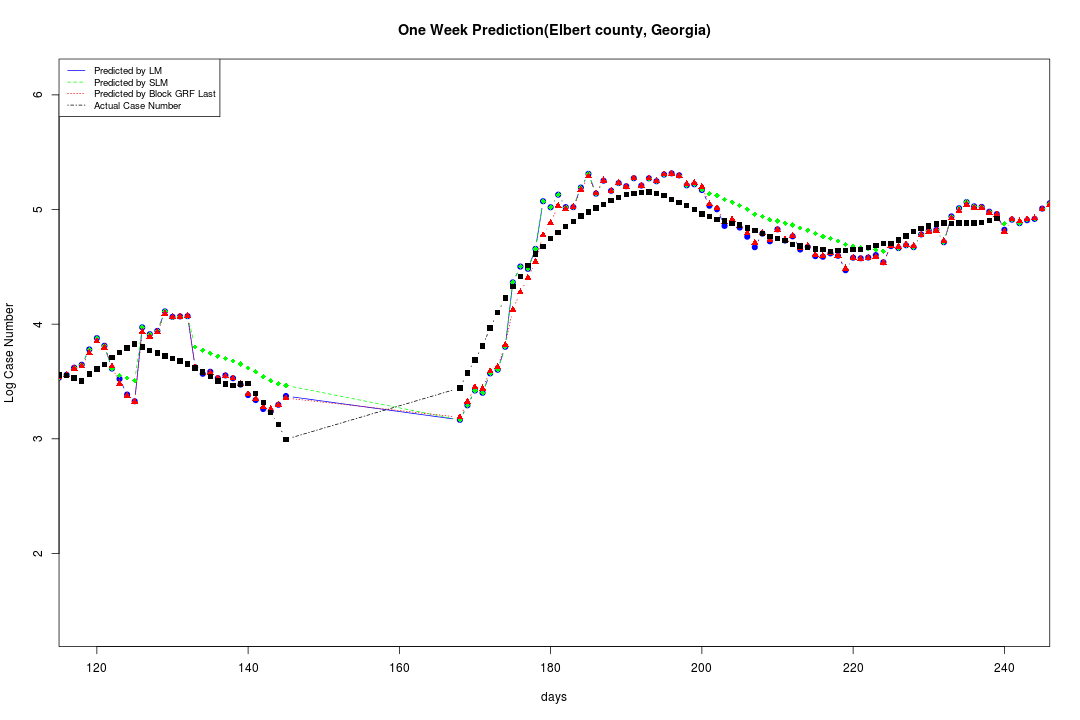 One Week Prediction(Elbert county, Georgia)
Predicted by LM
Predicted by SLM
Predicted by Block GRF Last
Actual Case Number
6
5
4
3
2
Log Case Number
120 140 160 180 200 220 240
days